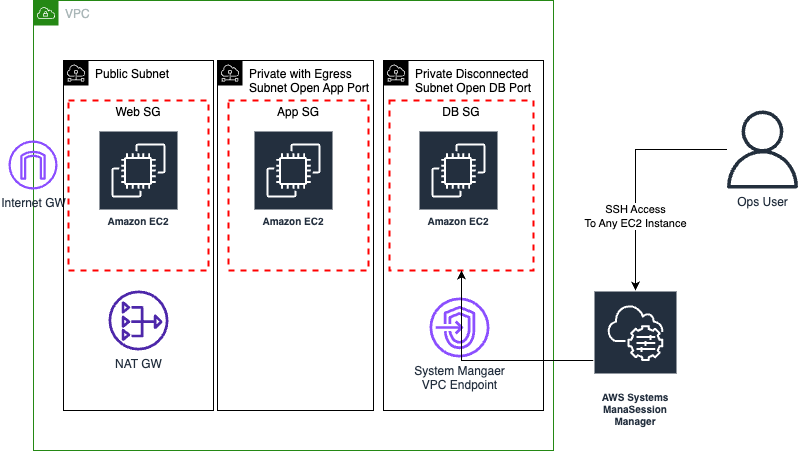 VPC
Public Subnet
Private with Egress
Subnet Open App Port
Private Disconnected
Subnet Open DB Port
Web SG
App SG
DB SG
Amazon EC2
Amazon EC2
Amazon EC2
Internet GW
Ops User
SSH Access
To Any EC2 Instance
NAT GW
System Mangaer
VPC Endpoint
AWS Systems
ManaSession
Manager